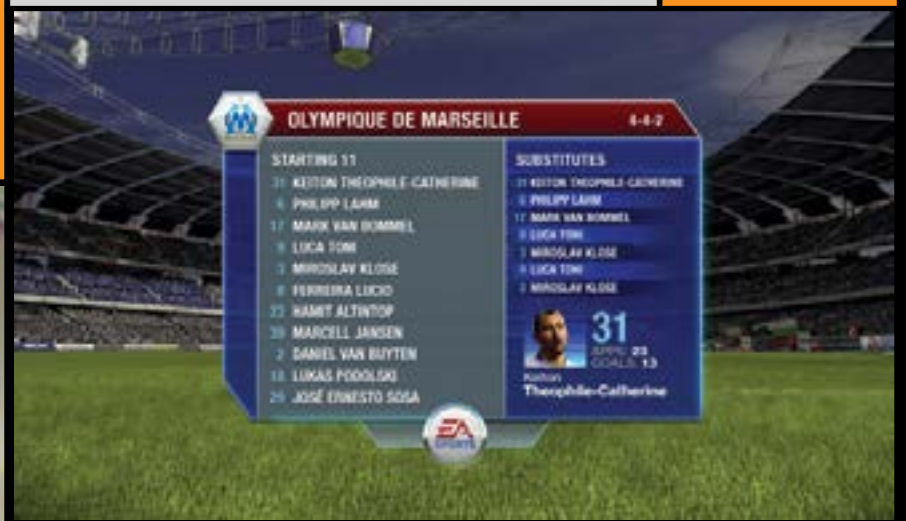 OLYMPIQUE DE MARSEILLE 4-4-2
STARTING 11
31 KEITON THEOPHILE-CATHERINE
6 PHILIPP LAHM
17 MARK VAN BOMMEL
9 LUCA TONI
3 MIROSLAV KLOSE
8 FERREIRA LUCIO
23 HAMIT ALTINTOP
39 MARCELL JANSEN
2 DANIEL VAN BUYTEN
18 LUKAS PODOLSKI
29 JOSÉ ERNESTO SOSA
SUBSTITUTES
31 KEITON THEOPHILE-CATHERINE
6 PHILIPP LAHM
17 MARK VAN BOMMEL
9 LUCA TONI
3 MIROSLAV KLOSE
9 LUCA TONI
3 MIROSLAV KLOSE
31
APPS: 23
GOALS: 13
Keiton
Theophile-Catherine
EA
SPORTS